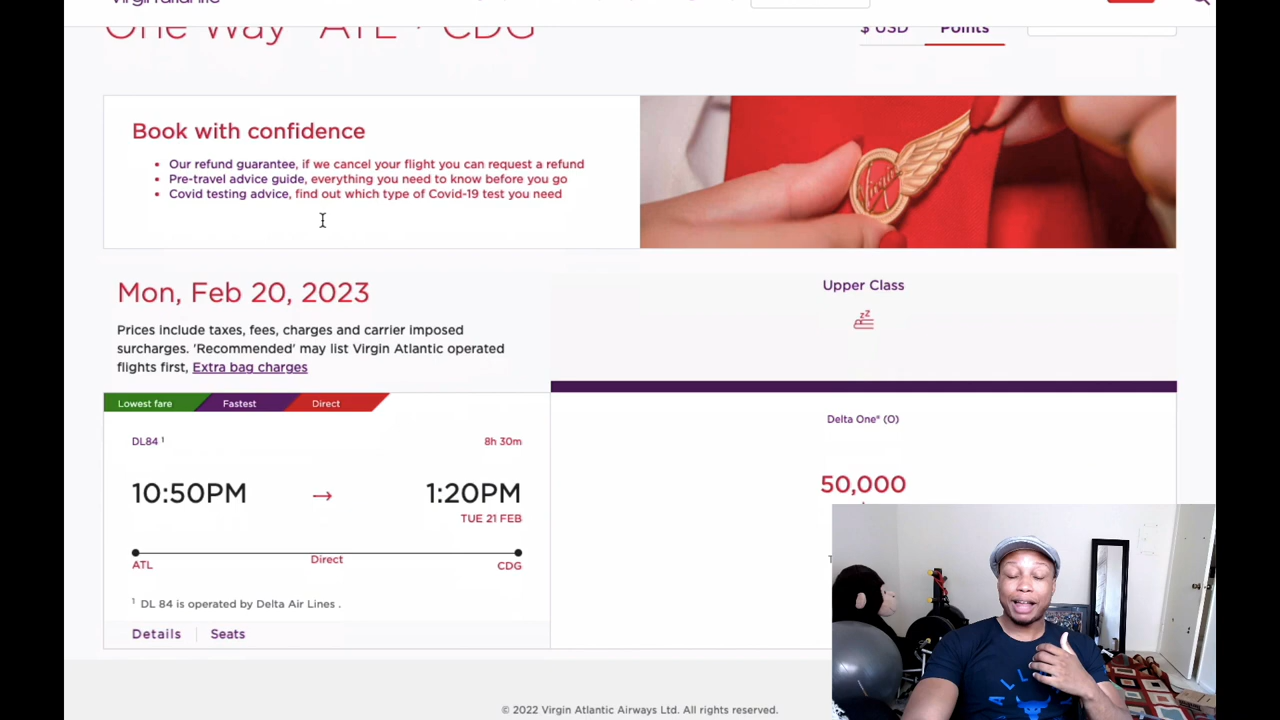 One Way ATL CDG
$ USD
Points
Book with confidence
• Our refund guarantee, if we cancel your flight you can request a refund
• Pre-travel advice guide, everything you need to know before you go
• Covid testing advice, find out which type of Covid-19 test you need
Mon, Feb 20, 2023
Prices include taxes, fees, charges and carrier imposed
surcharges. 'Recommended' may list Virgin Atlantic operated
flights first, Extra bag charges
Upper Class
zz
Lowest fare
Fastest
Direct
DL84 ¹
8h 30m
10:50PM → 1:20PM
TUE 21 FEB
ATL
Direct
CDG
¹ DL 84 is operated by Delta Air Lines .
Details
Seats
Delta One® (O)
50,000
© 2022 Virgin Atlantic Airways Ltd. All rights reserved.